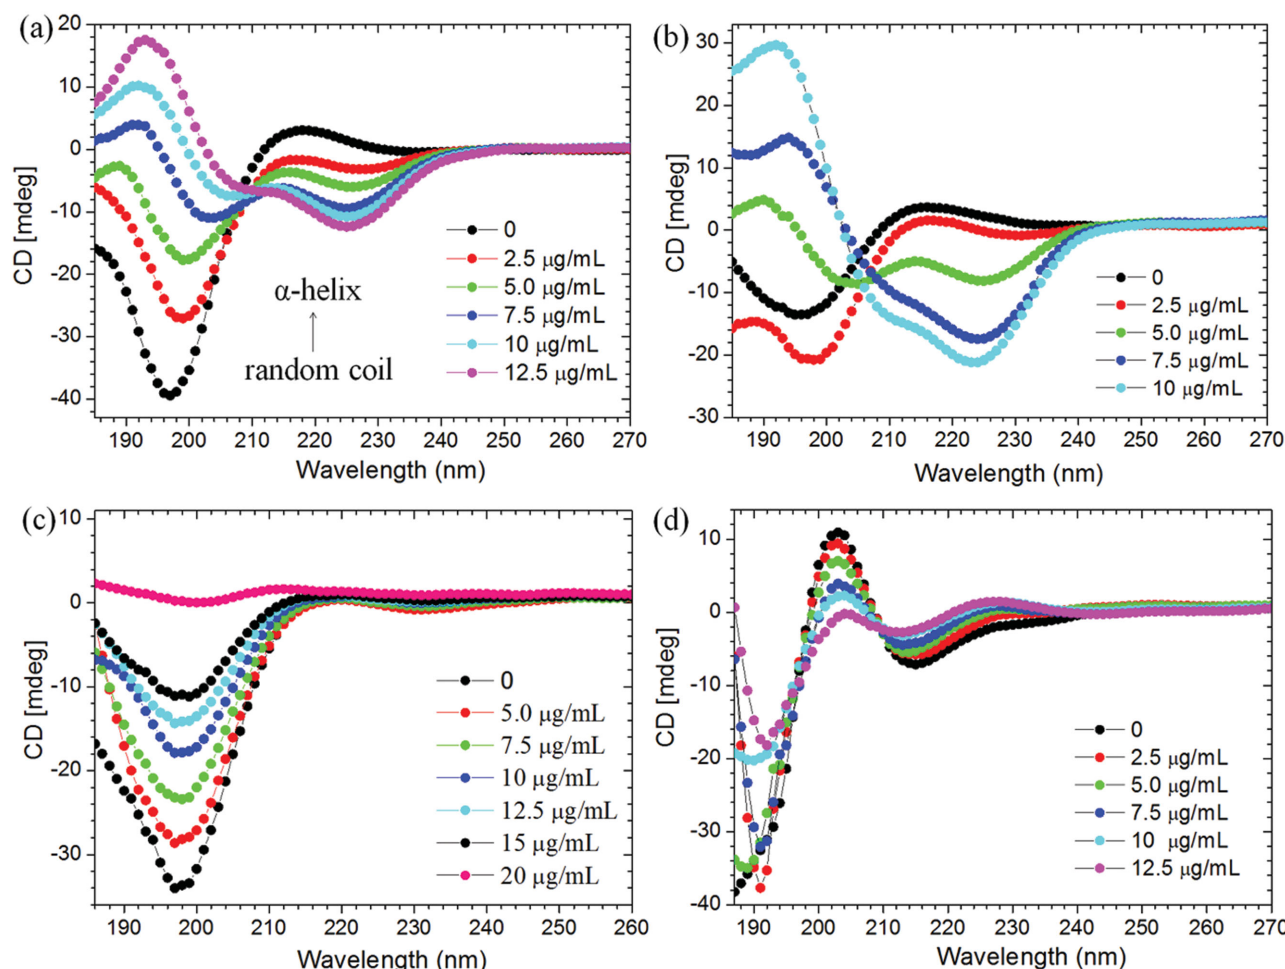 (a)
20
10
0
-10
-20
-30
-40
CD [mdeg]
α-helix
random coil
0
2.5 µg/mL
5.0 µg/mL
7.5 µg/mL
10 µg/mL
12.5 µg/mL
190 200 210 220 230 240 250 260 270
Wavelength (nm)
(b)
30
20
10
0
-10
-20
-30
CD [mdeg]
0
2.5 µg/mL
5.0 µg/mL
7.5 µg/mL
10 µg/mL
190 200 210 220 230 240 250 260 270
Wavelength (nm)
(c)
10
0
-10
-20
-30
CD [mdeg]
0
5.0 µg/mL
7.5 µg/mL
10 µg/mL
12.5 µg/mL
15 µg/mL
20 µg/mL
190 200 210 220 230 240 250 260
Wavelength (nm)
(d)
10
0
-10
-20
-30
-40
CD [mdeg]
0
2.5 µg/mL
5.0 µg/mL
7.5 µg/mL
10 µg/mL
12.5 µg/mL
190 200 210 220 230 240 250 260 270
Wavelength (nm)